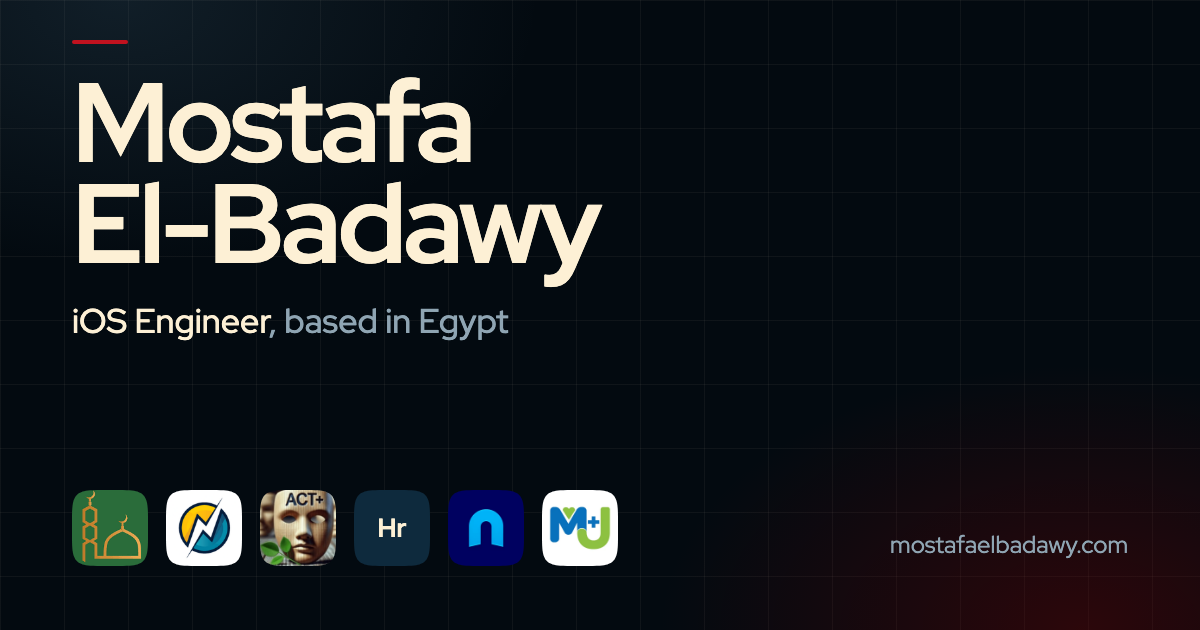 Mostafa
El-Badawy
iOS Engineer, based in Egypt
ACT+
Hr
M+J
mostafaelbadawy.com